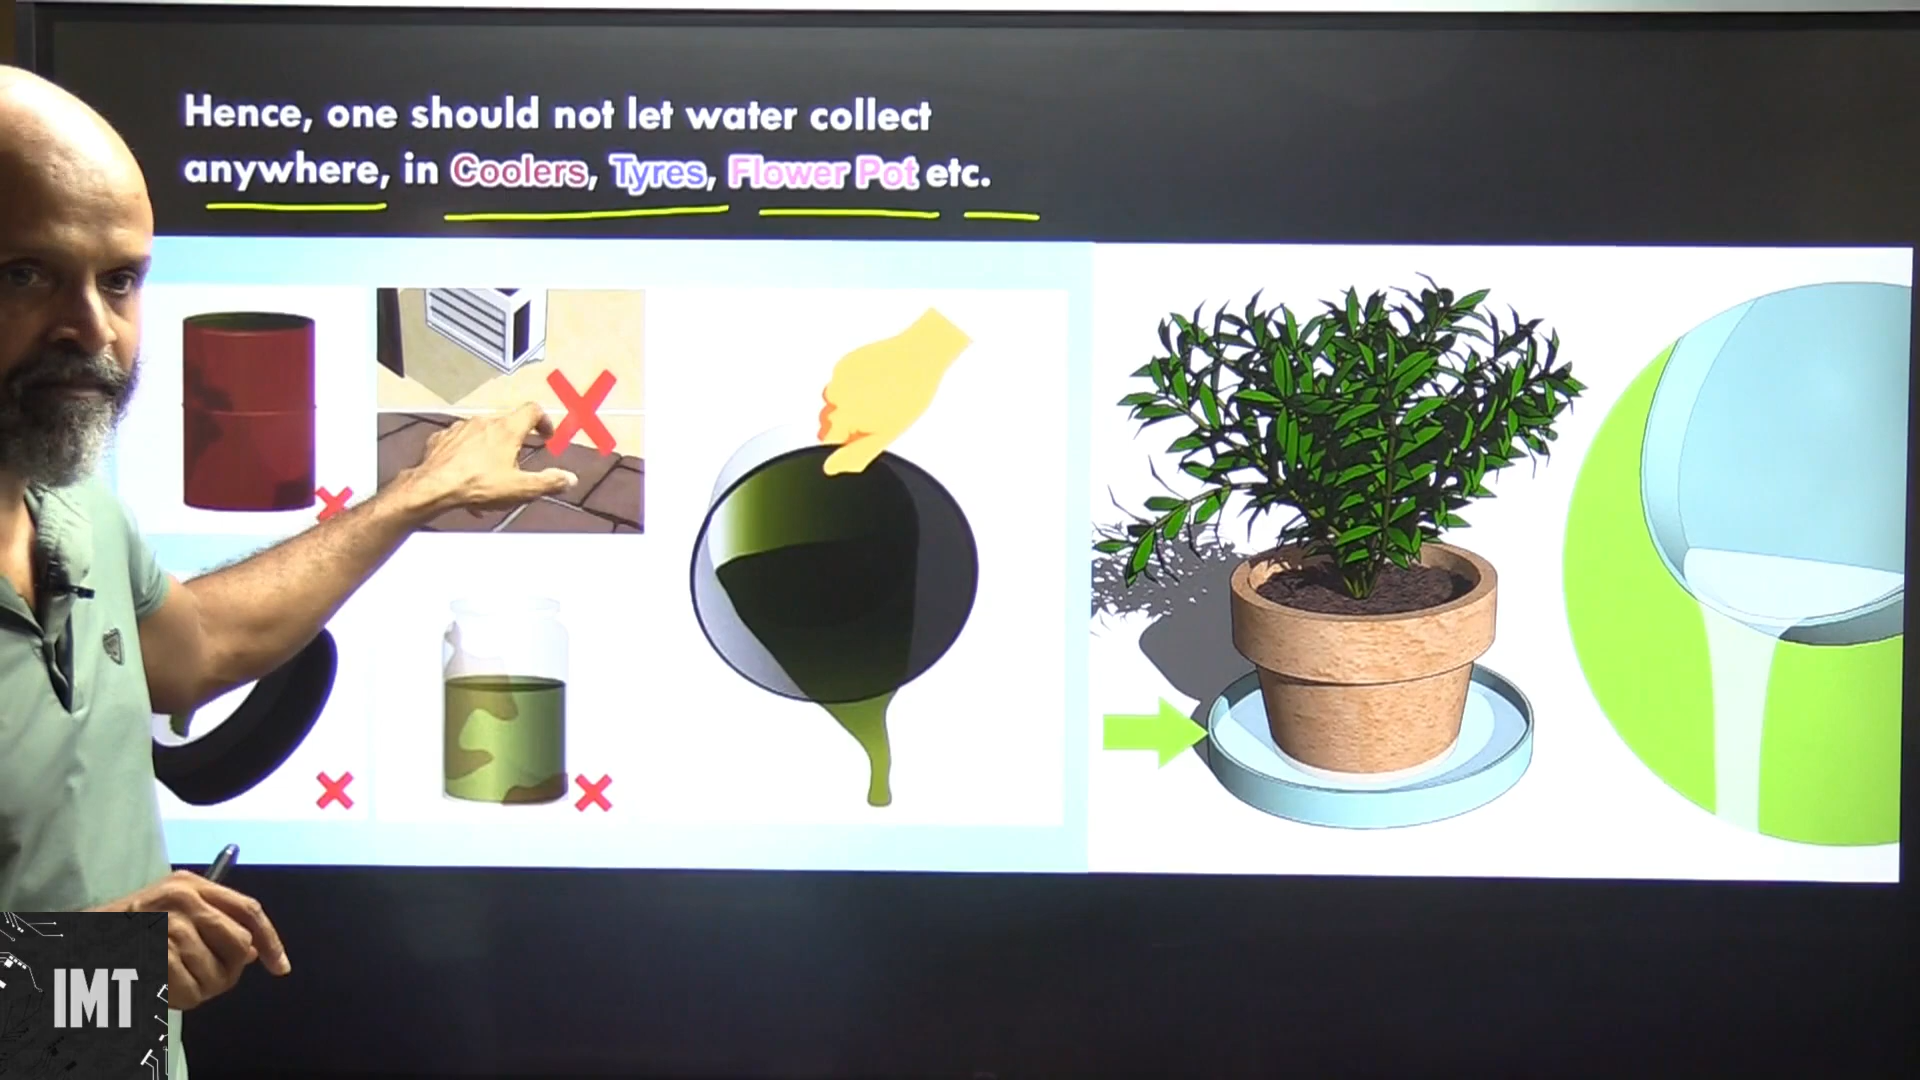 Hence, one should not let water collect
anywhere, in Coolers, Tyres, Flower Pot etc.
IMT